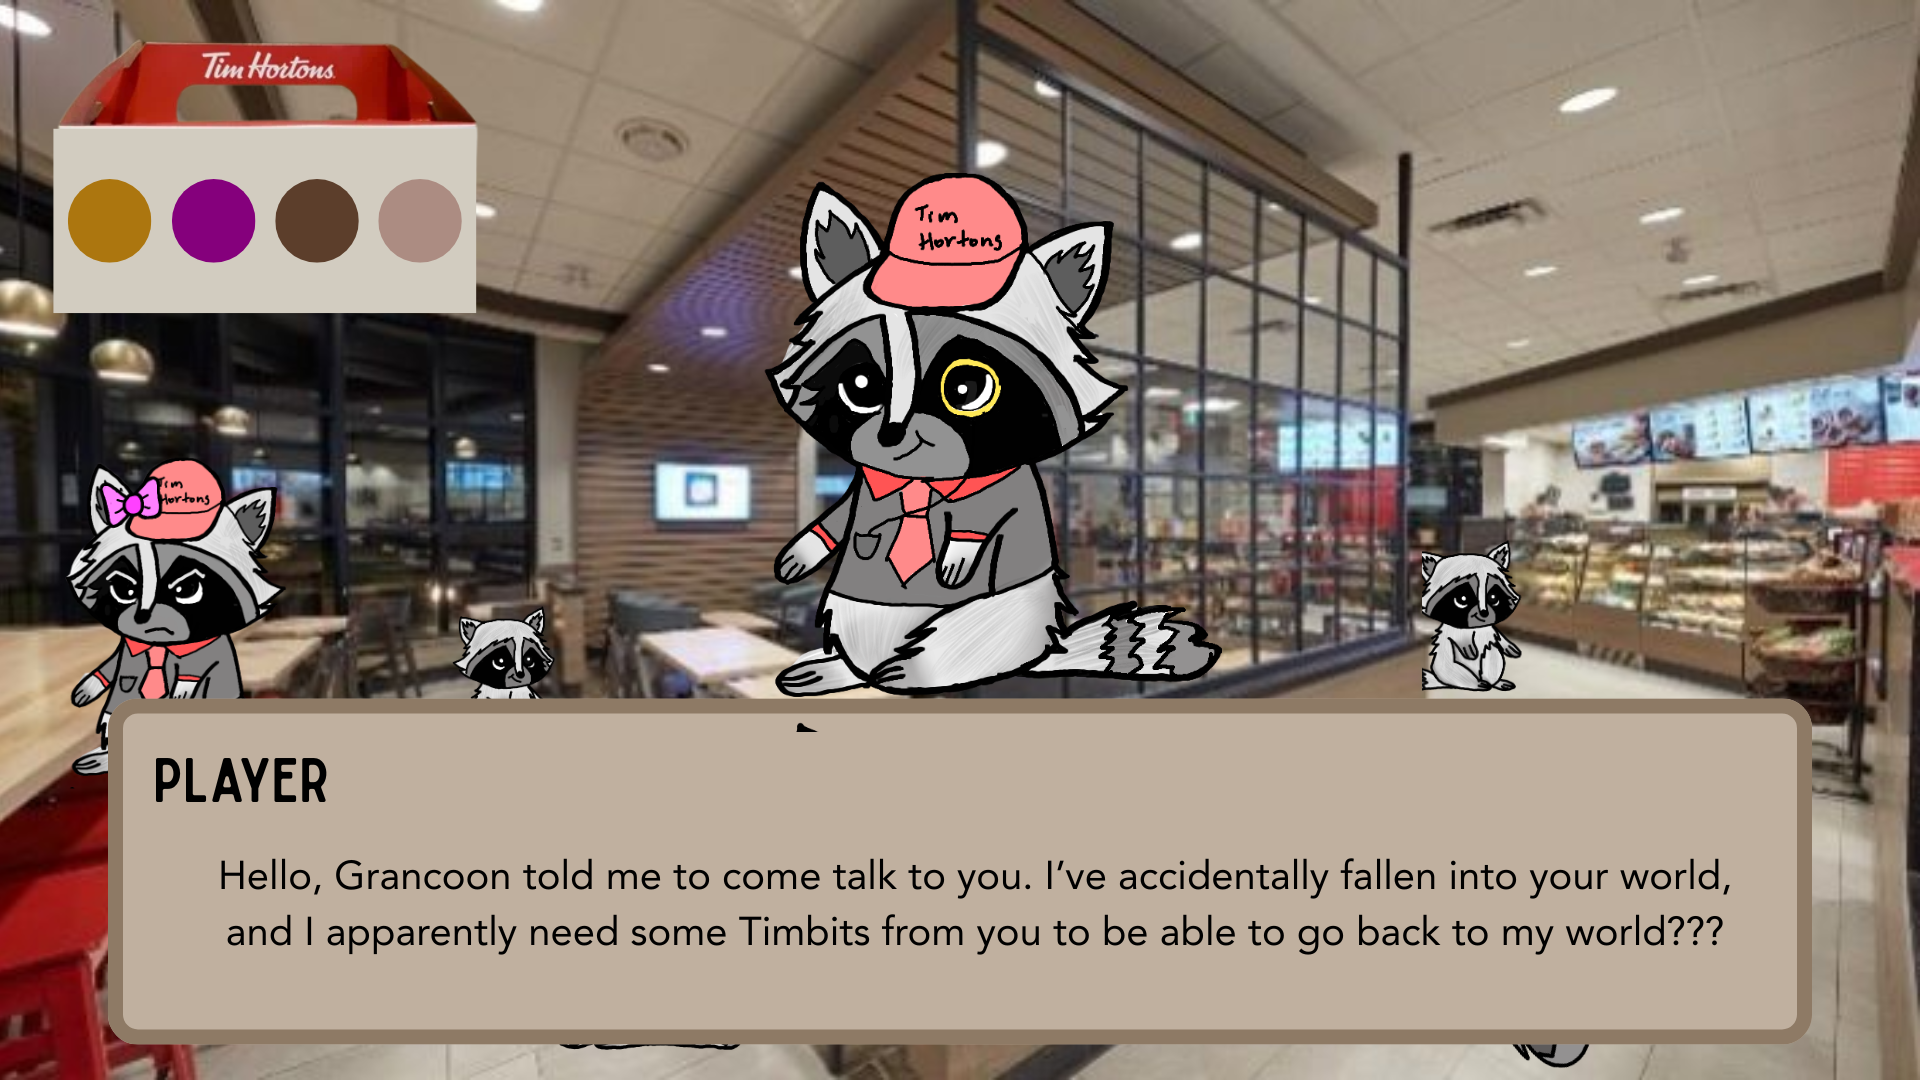 Tim Hortons
Tim
Hortons
Tim
Hortons
PLAYER
Hello, Grancoon told me to come talk to you. I’ve accidentally fallen into your world,
and I apparently need some Timbits from you to be able to go back to my world???